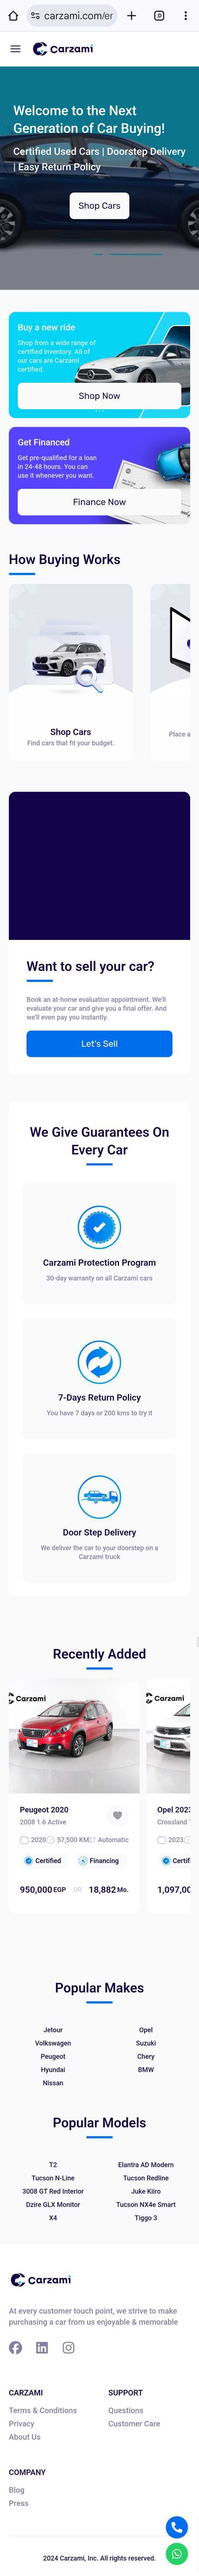 carzami.com/er
Carzami
Welcome to the Next
Generation of Car Buying!
Certified Used Cars | Doorstep Delivery
| Easy Return Policy
Shop Cars
Buy a new ride
Shop from a wide range of
certified inventory. All of
our cars are Carzami
certified.
Shop Now
Get Financed
Get pre-qualified for a loan
in 24-48 hours. You can
use it whenever you want.
Finance Now
How Buying Works
Shop Cars
Find cars that fit your budget.
Place a
Want to sell your car?
Book an at-home evaluation appointment. We'll
evaluate your car and give you a final offer. And
we'll even pay you instantly.
Let's Sell
We Give Guarantees On
Every Car
Carzami Protection Program
30-day warranty on all Carzami cars
7-Days Return Policy
You have 7 days or 200 kms to try it
Door Step Delivery
We deliver the car to your doorstep on a
Carzami truck
Recently Added
Carzami
Carzami
Peugeot 2020
2008 1.6 Active
2020 57,500 KM Automatic
Certified Financing
950,000 EGP OR 18,882 Mo.
Opel 2023
Crossland
2023
Certifi
1,097,00
Popular Makes
Jetour Opel
Volkswagen Suzuki
Peugeot Chery
Hyundai BMW
Nissan
Popular Models
T2 Elantra AD Modern
Tucson N-Line Tucson Redline
3008 GT Red Interior Juke Kiiro
Dzire GLX Monitor Tucson NX4e Smart
X4 Tiggo 3
Carzami
At every customer touch point, we strive to make
purchasing a car from us enjoyable & memorable
CARZAMI
Terms & Conditions
Privacy
About Us
SUPPORT
Questions
Customer Care
COMPANY
Blog
Press
2024 Carzami, Inc. All rights reserved.